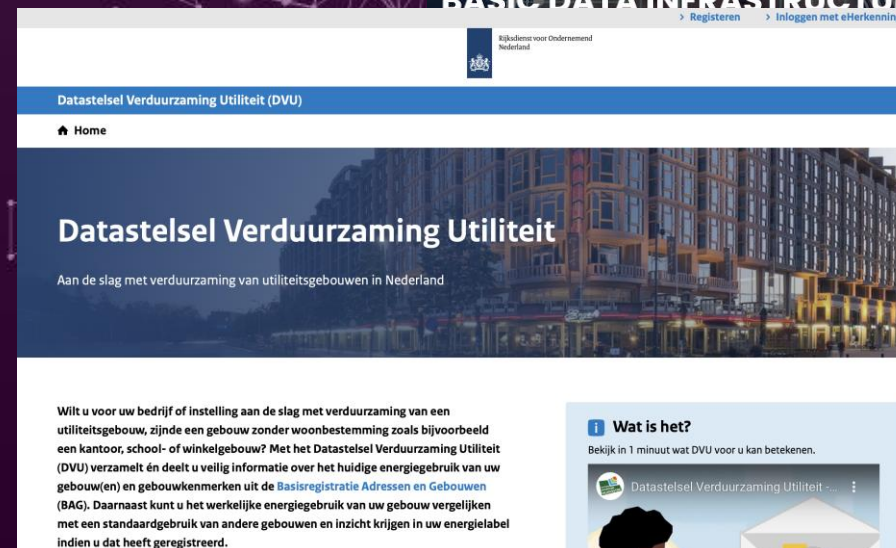 BASIC DATA INFRASTRUCTU
> Registeren > Inloggen met eHerkennin
Rijksdienst voor Ondernemend
Nederland
Datastelsel Verduurzaming Utiliteit (DVU)
Home
Datastelsel Verduurzaming Utiliteit
Aan de slag met verduurzaming van utiliteitsgebouwen in Nederland
Wilt u voor uw bedrijf of instelling aan de slag met verduurzaming van een
utiliteitsgebouw, zijnde een gebouw zonder woonbestemming zoals bijvoorbeeld
een kantoor, school- of winkelgebouw? Met het Datastelsel Verduurzaming Utiliteit
(DVU) verzamelt én deelt u veilig informatie over het huidige energiegebruik van uw
gebouw(en) en gebouwkenmerken uit de Basisregistratie Adressen en Gebouwen
(BAG). Daarnaast kunt u het werkelijke energiegebruik van uw gebouw vergelijken
met een standaardgebruik van andere gebouwen en inzicht krijgen in uw energielabel
indien u dat heeft geregistreerd.
i Wat is het?
Bekijk in 1 minuut wat DVU voor u kan betekenen.
Datastelsel Verduurzaming Utiliteit -...